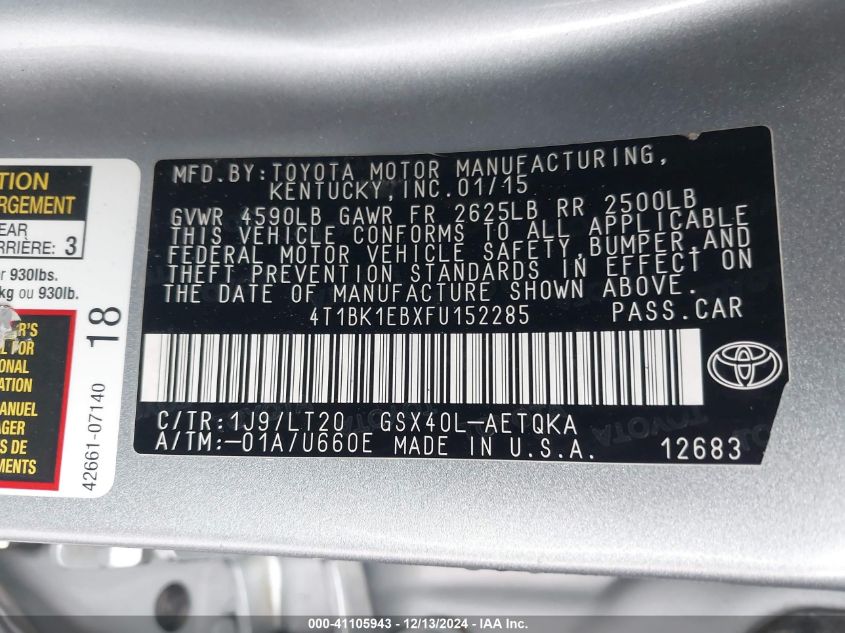 TION
RGEMENT
EAR
RRIÈRE: 3
r 930lbs.
kg ou 930lb.
ER'S
FOR
ONAL
ATION
MANUEL
AGER
42661-07140
18
MFD.BY:TOYOTA MOTOR MANUFACTURING,
KENTUCKY,INC.01/15
GVWR 4590LB GAWR FR 2625LB RR 2500LB
THIS VEHICLE CONFORMS TO ALL APPLICABLE
FEDERAL MOTOR VEHICLE SAFETY,BUMPER,AND
THEFT PREVENTION STANDARDS IN EFFECT ON
THE DATE OF MANUFACTURE SHOWN ABOVE.
4T1BK1EBXFU152285 PASS.CAR
C/TR:1J9/LT20 GSX40L-AETQKA
A/TM:-01A/U660E MADE IN U.S.A. 12683
000-41105943 - 12/13/2024 - IAA Inc.